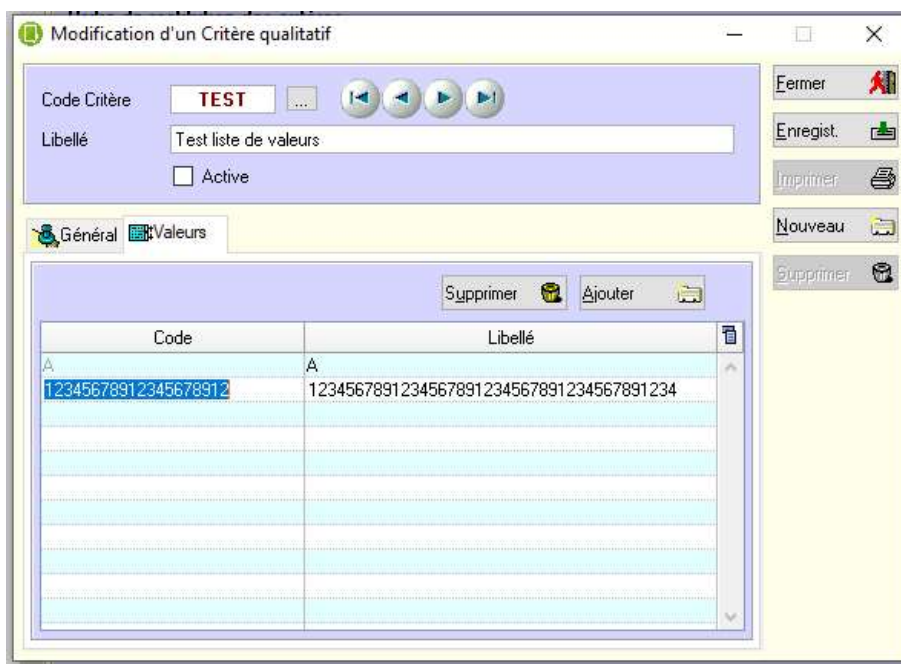 Modification d'un Critère qualitatif
Code Critère TEST ...
Libellé Test liste de valeurs
Active
Fermer
Enregist.
Imprimer
Nouveau
Supprimer
Général Valeurs
Supprimer Ajouter
Code Libellé
A A
12345678912345678912 1234567891234567891234567891234567891234